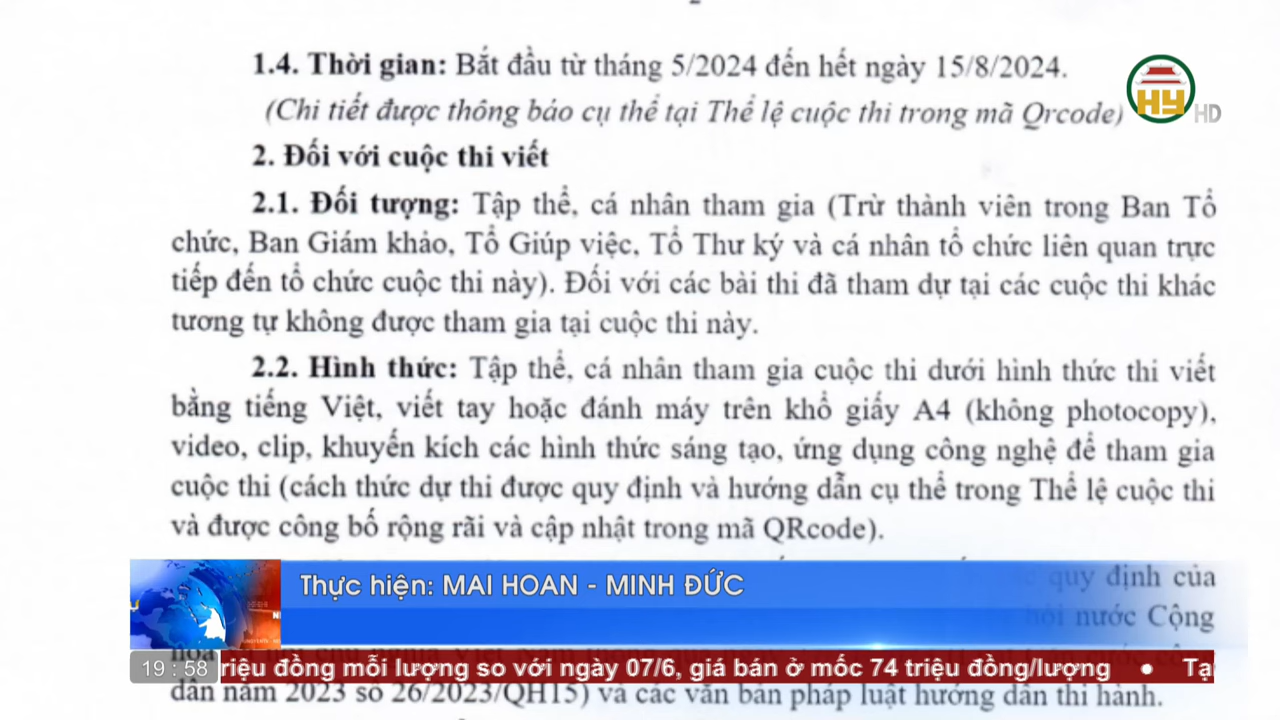 1.4. Thời gian: Bắt đầu từ tháng 5/2024 đến hết ngày 15/8/2024.
(Chi tiết được thông báo cụ thể tại Thể lệ cuộc thi trong mã Qrcode)
HY HD
2. Đối với cuộc thi viết
2.1. Đối tượng: Tập thể, cá nhân tham gia (Trừ thành viên trong Ban Tổ
chức, Ban Giám khảo, Tổ Giúp việc, Tổ Thư ký và cá nhân tổ chức liên quan trực
tiếp đến tổ chức cuộc thi này). Đối với các bài thi đã tham dự tại các cuộc thi khác
tương tự không được tham gia tại cuộc thi này.
2.2. Hình thức: Tập thể, cá nhân tham gia cuộc thi dưới hình thức thi viết
bằng tiếng Việt, viết tay hoặc đánh máy trên khổ giấy A4 (không photocopy),
video, clip, khuyến kích các hình thức sáng tạo, ứng dụng công nghệ để tham gia
cuộc thi (cách thức dự thi được quy định và hướng dẫn cụ thể trong Thể lệ cuộc thi
và được công bố rộng rãi và cập nhật trong mã QRcode).
quy định của
Thực hiện: MAI HOAN - MINH ĐỨC
nước Cộng
19 : 58 riệu đồng mỗi lượng so với ngày 07/6, giá bán ở mốc 74 triệu đồng/lượng • Tạ
dân năm 2023 số 26/2023/QH15) và các văn bản pháp luật hướng dẫn thi hành.